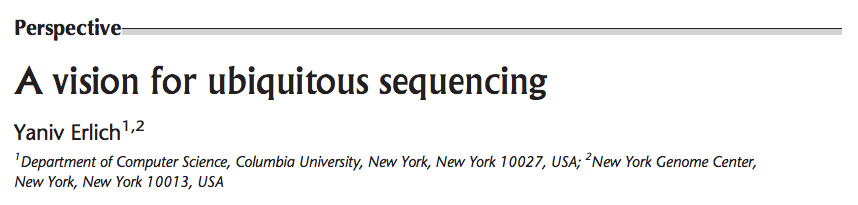 Perspective
A vision for ubiquitous sequencing
Yaniv Erlich1,2
1Department of Computer Science, Columbia University, New York, New York 10027, USA; 2New York Genome Center,
New York, New York 10013, USA